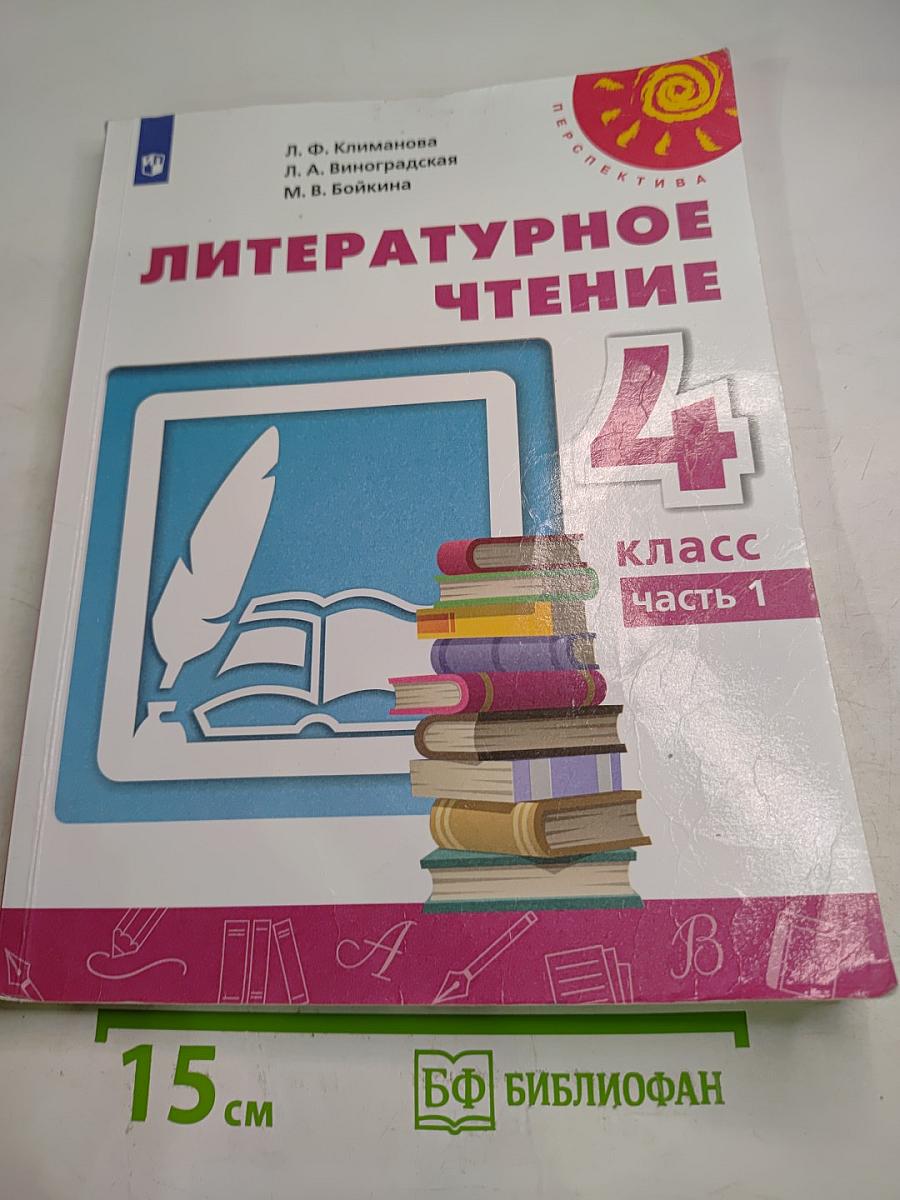 Л. Ф. Климанова
Л. А. Виноградская
М. В. Бойкина
ПЕРСПЕКТИВА
ЛИТЕРАТУРНОЕ
ЧТЕНИЕ
4
класс
часть 1
А
В
15 см
БФ БИБЛИОФАН